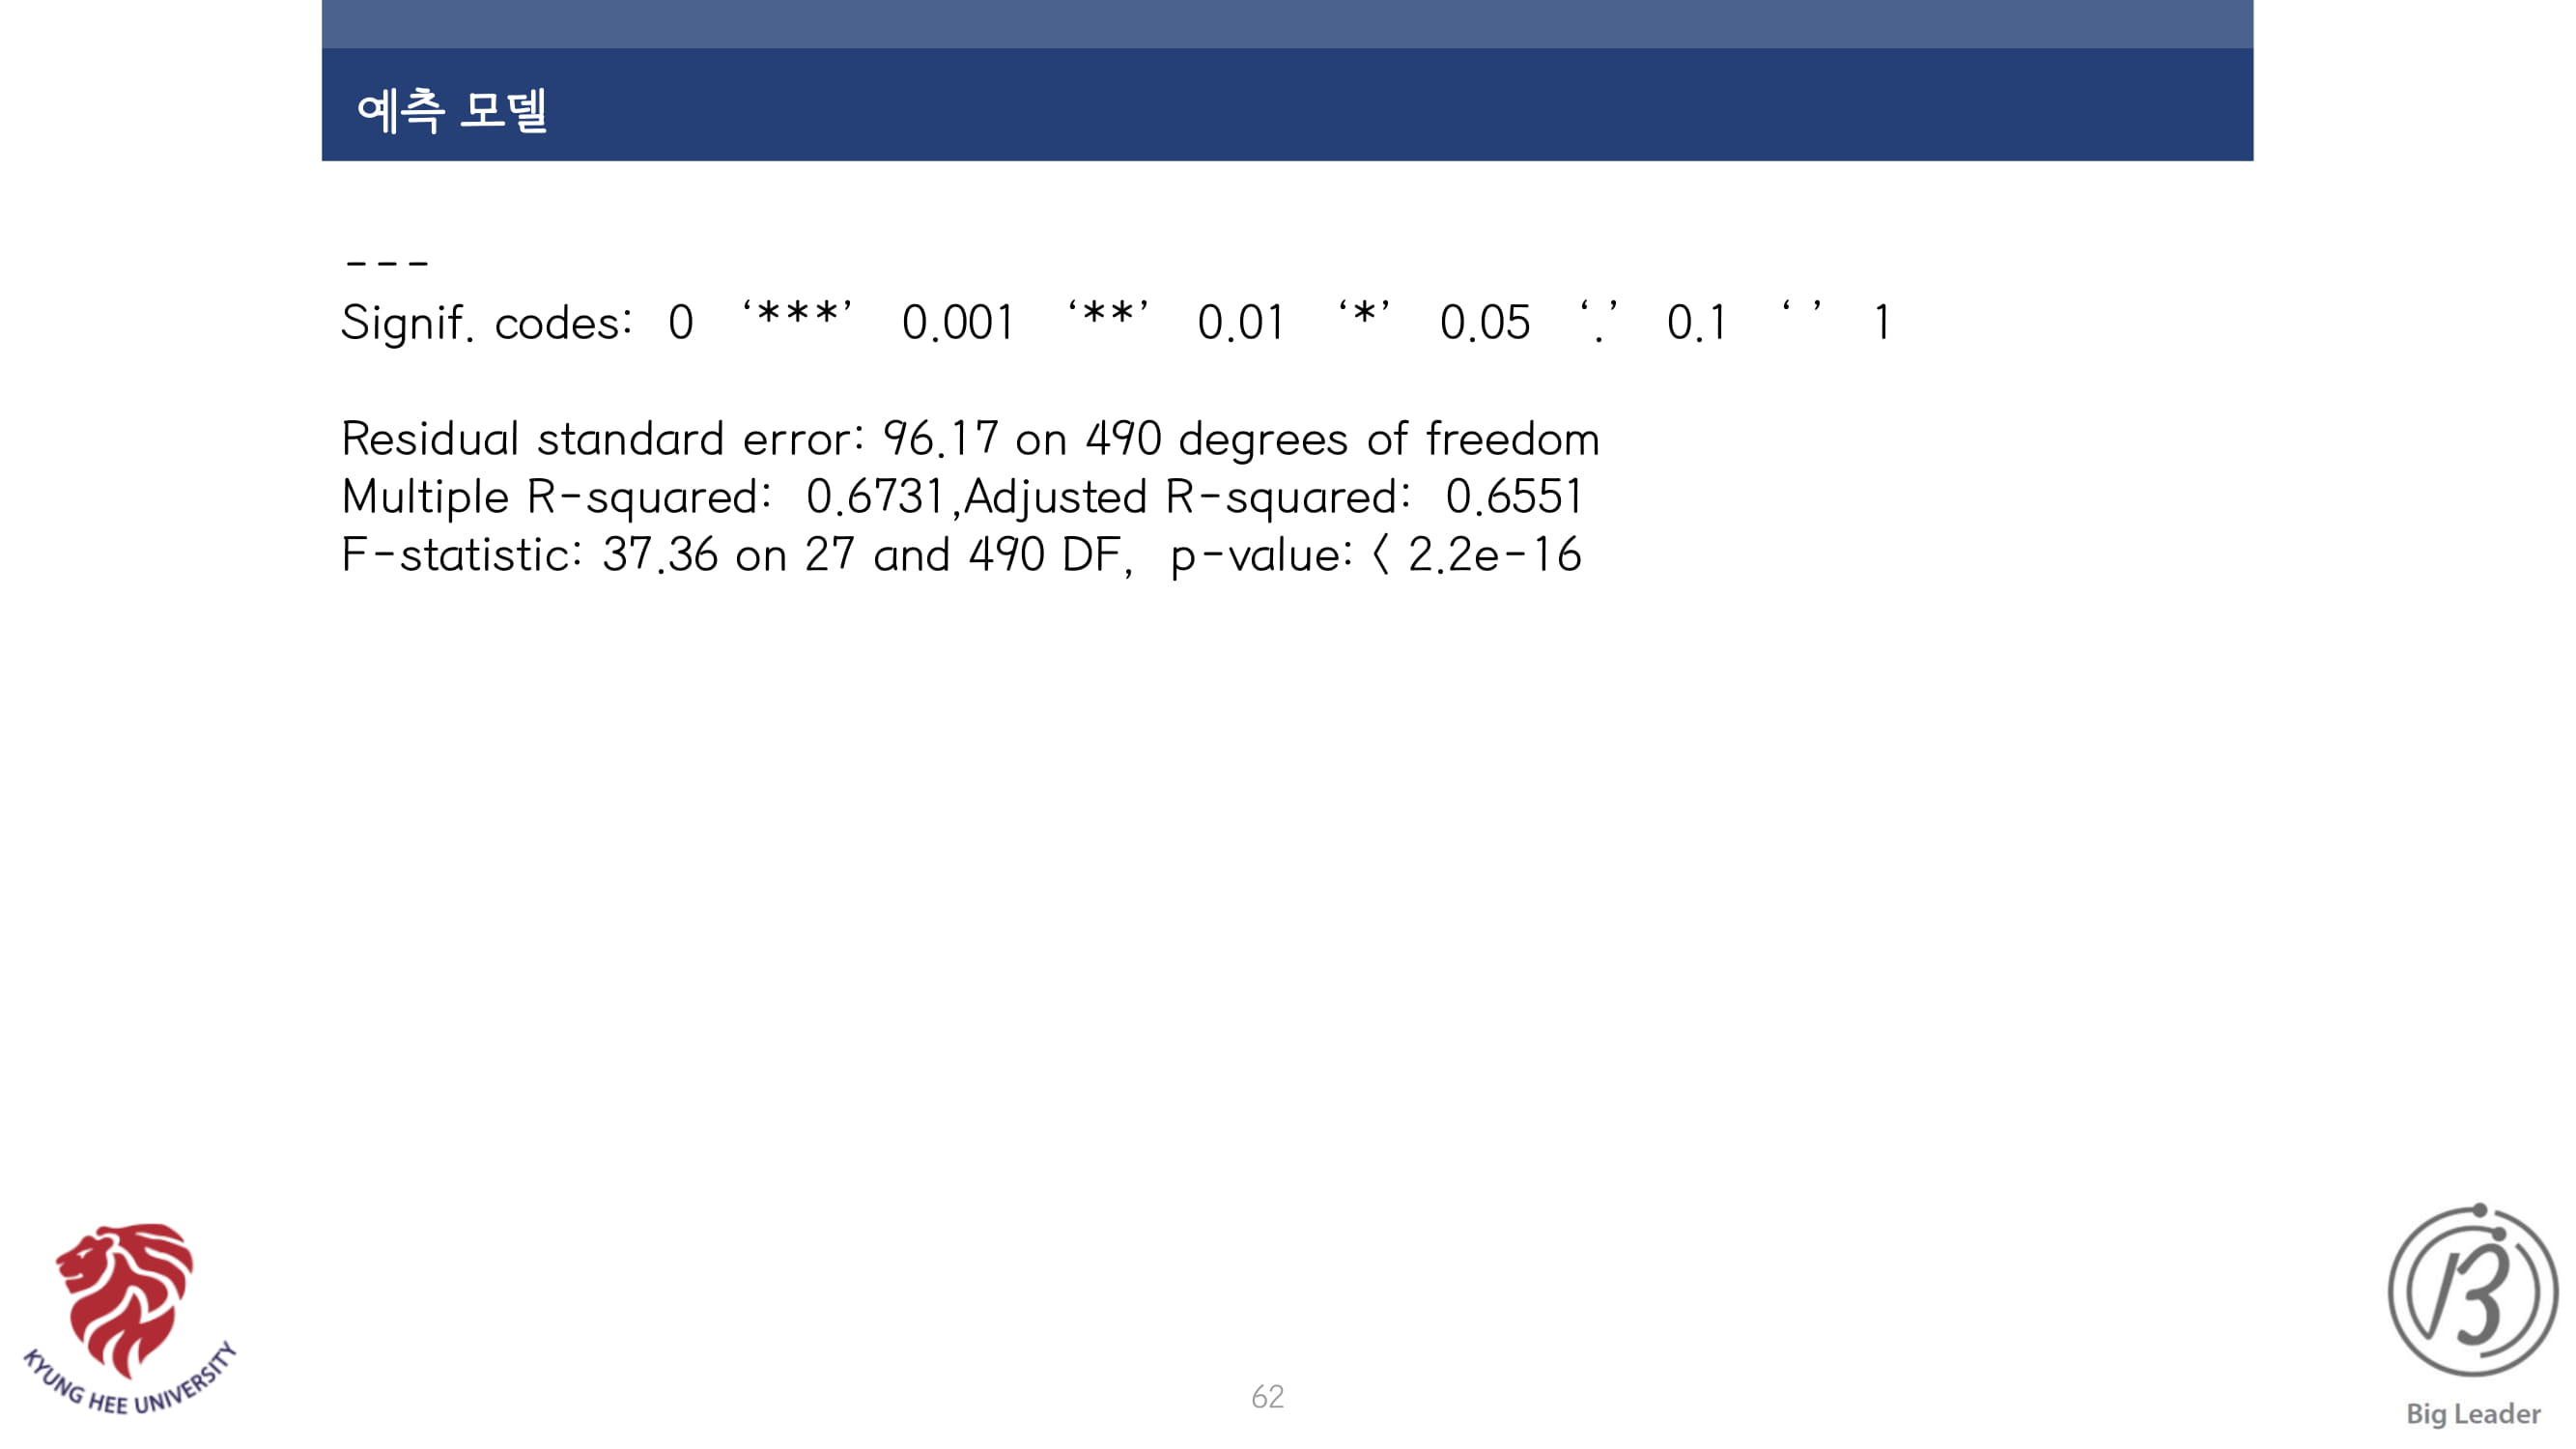 예측 모델
---
Signif. codes:  0  ‘***’  0.001  ‘**’  0.01  ‘*’  0.05  ‘.’  0.1  ‘ ’  1
Residual standard error: 96.17 on 490 degrees of freedom
Multiple R-squared:  0.6731,Adjusted R-squared:  0.6551
F-statistic: 37.36 on 27 and 490 DF,  p-value: < 2.2e-16
KYUNG HEE UNIVERSITY
62
Big Leader